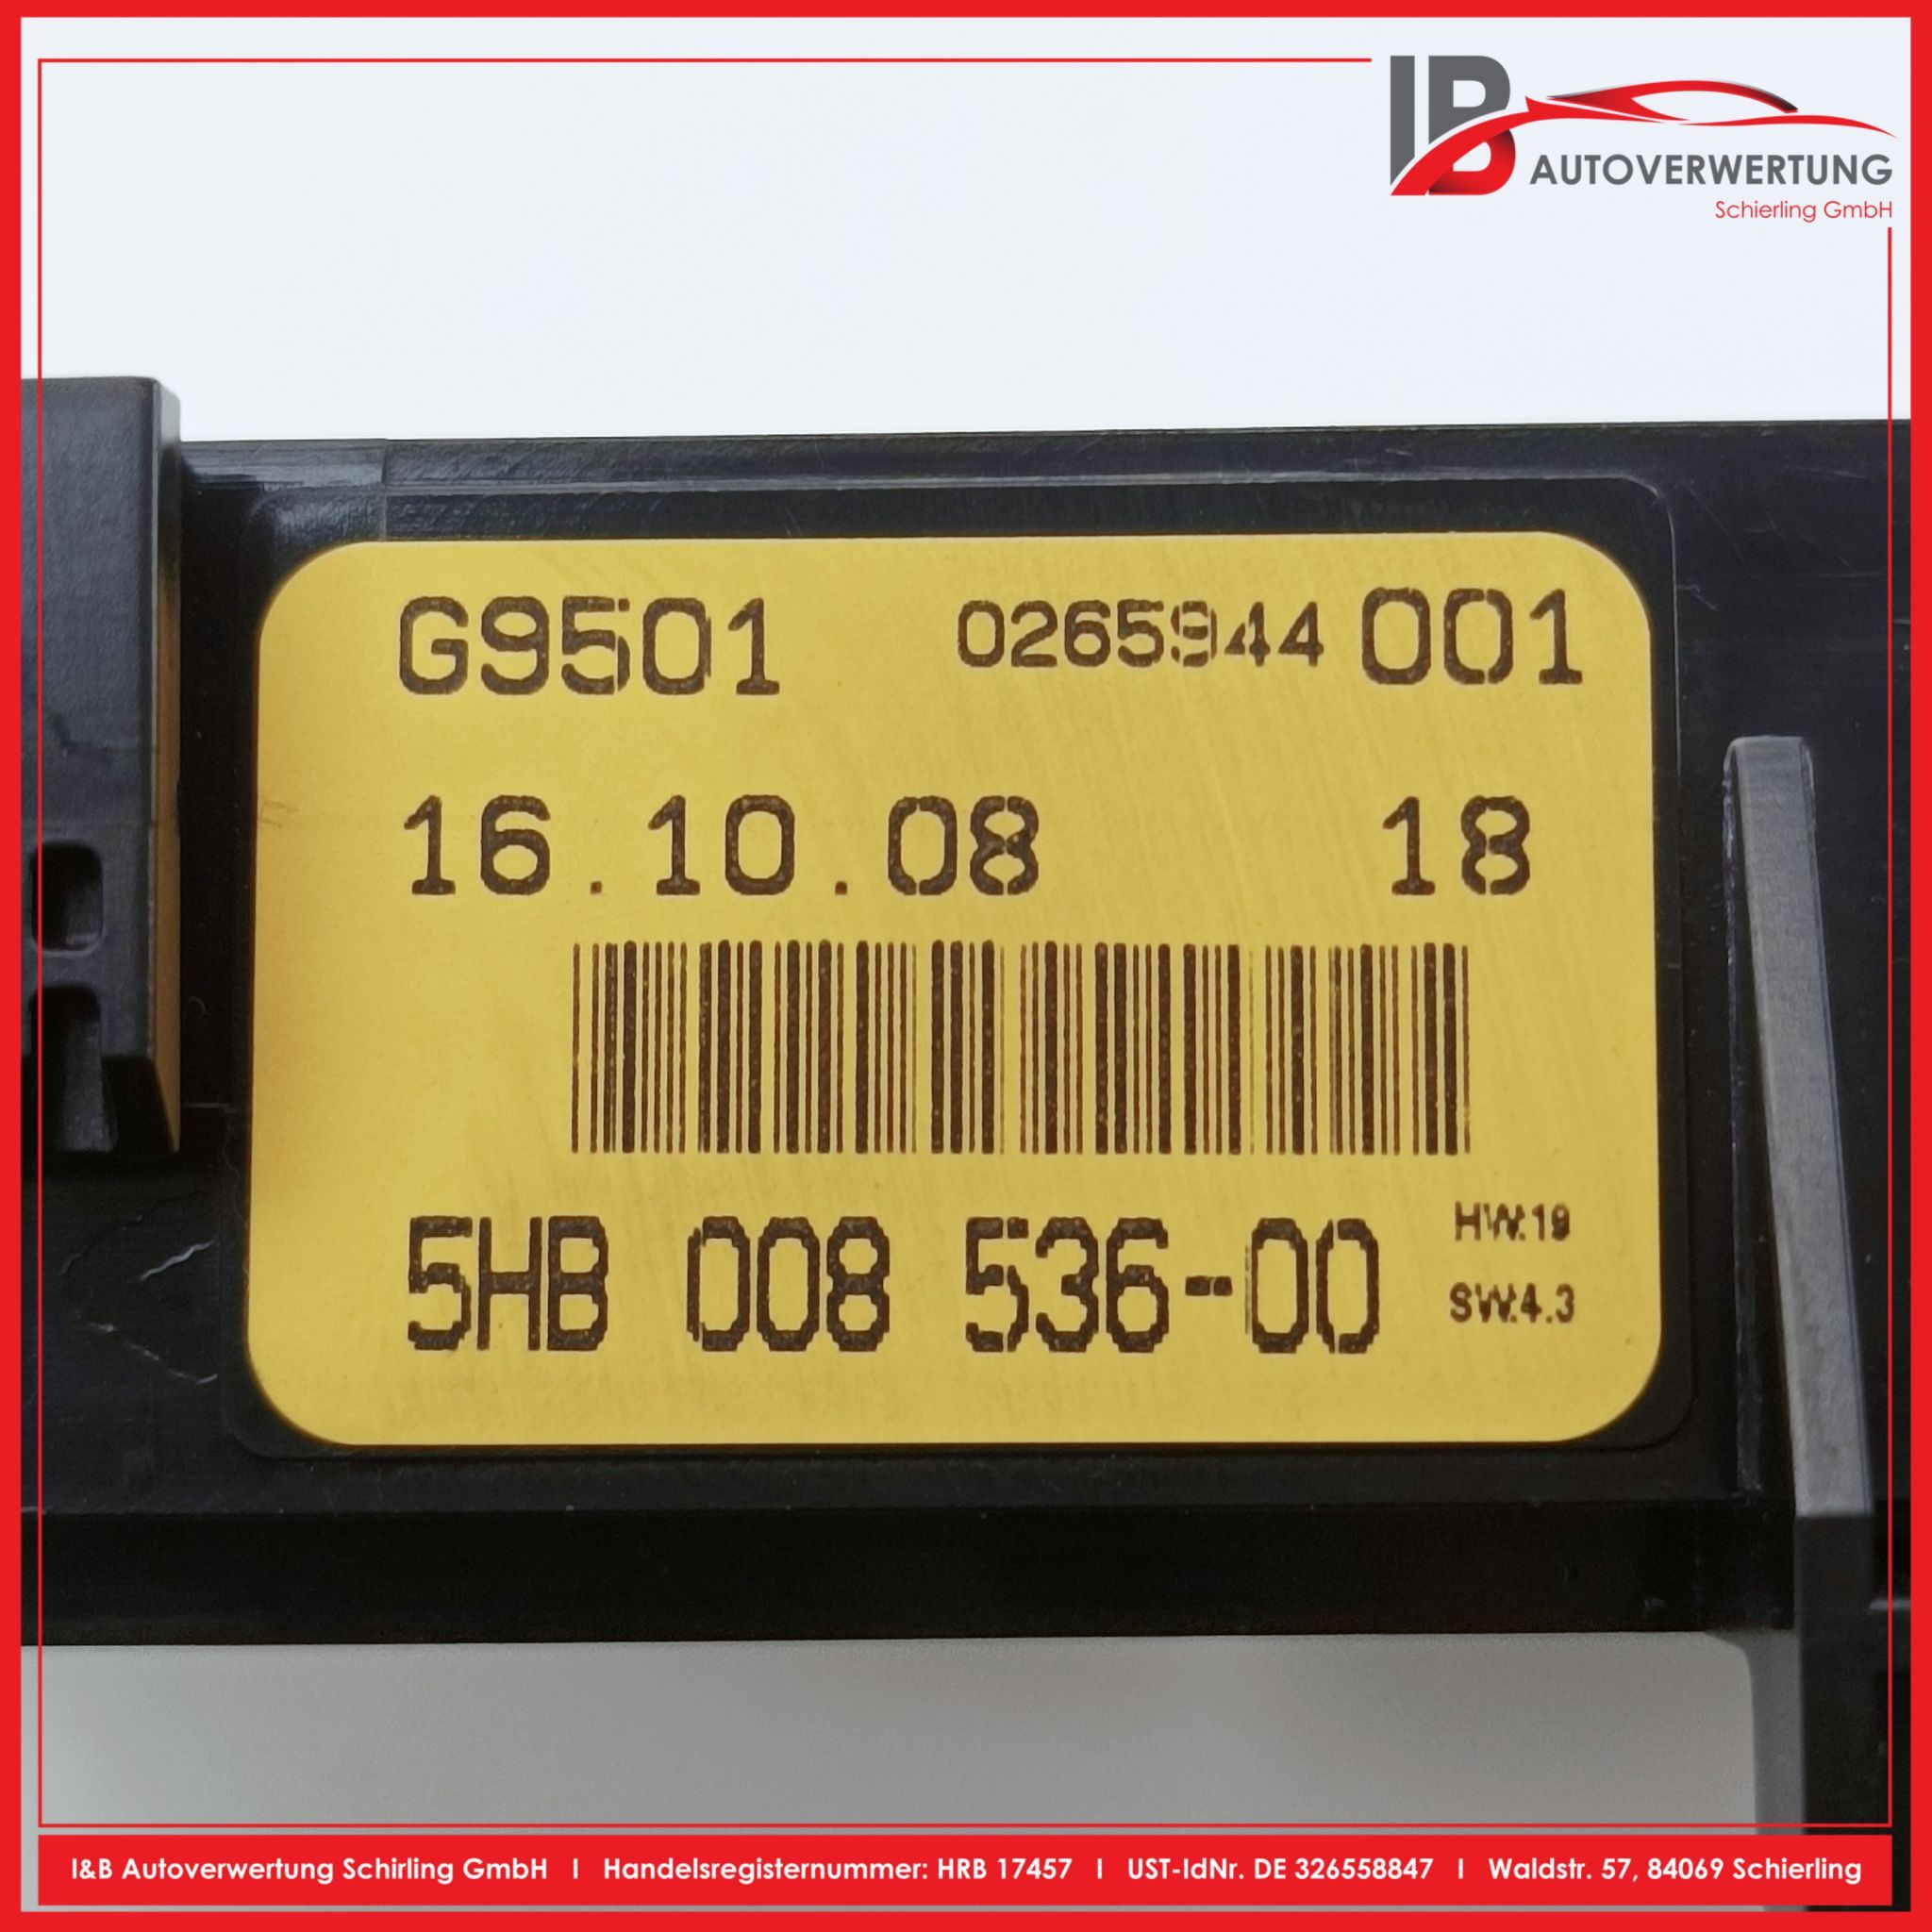 IB AUTOVERWERTUNG
Schierling GmbH
G9501 0265944 001
16.10.08 18
5HB 008 536-00 HW.19
SW.4.3
I&B Autoverwertung Schirling GmbH I Handelsregisternummer: HRB 17457 I UST-IdNr. DE 326558847 I Waldstr. 57, 84069 Schierling